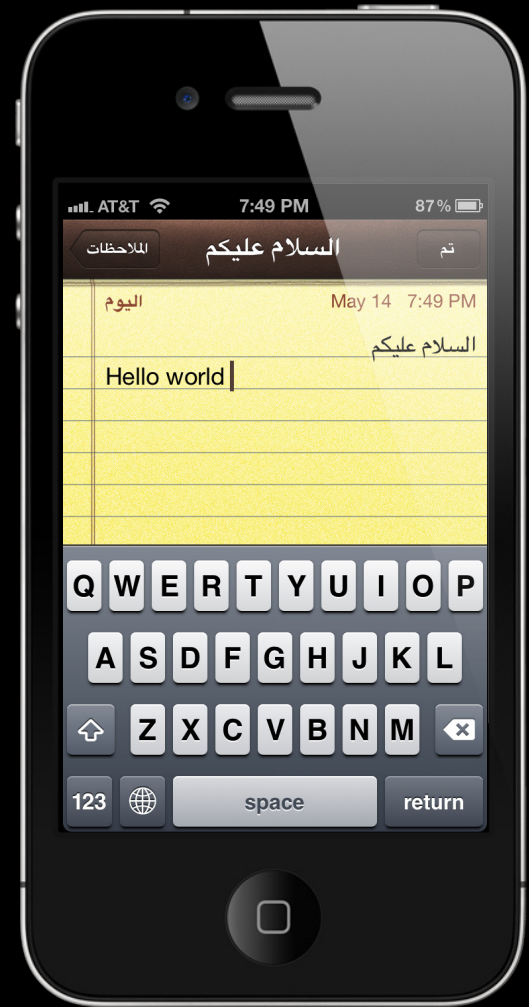 AT&T 7:49 PM 87%
الملاحظات السلام عليكم تم
اليوم May 14 7:49 PM
السلام عليكم
Hello world
Q W E R T Y U I O P
A S D F G H J K L
Z X C V B N M
123 space return